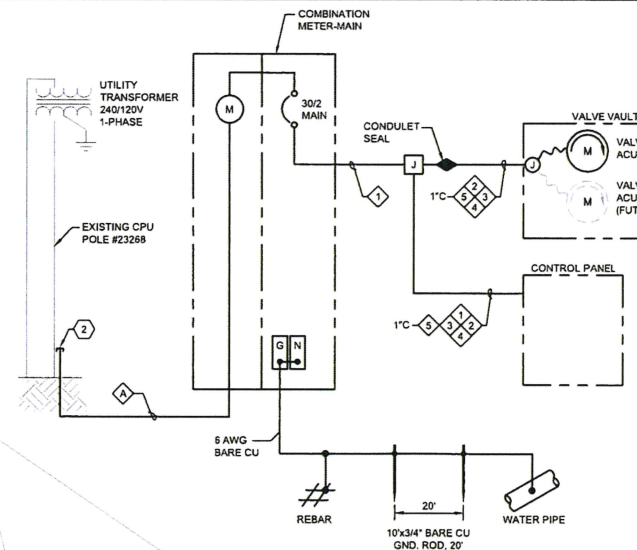 COMBINATION
METER-MAIN
UTILITY
TRANSFORMER
240/120V
1-PHASE
M
30/2
MAIN
CONDULET
SEAL
VALVE VAULT
J
J
M
M
1
1"C
2
5
3
4
EXISTING CPU
POLE #23268
CONTROL PANEL
1"C
5
1
3
2
4
2
A
G
N
6 AWG
BARE CU
REBAR
20'
WATER PIPE
10'x3/4" BARE CU
GND. ROD, 20'